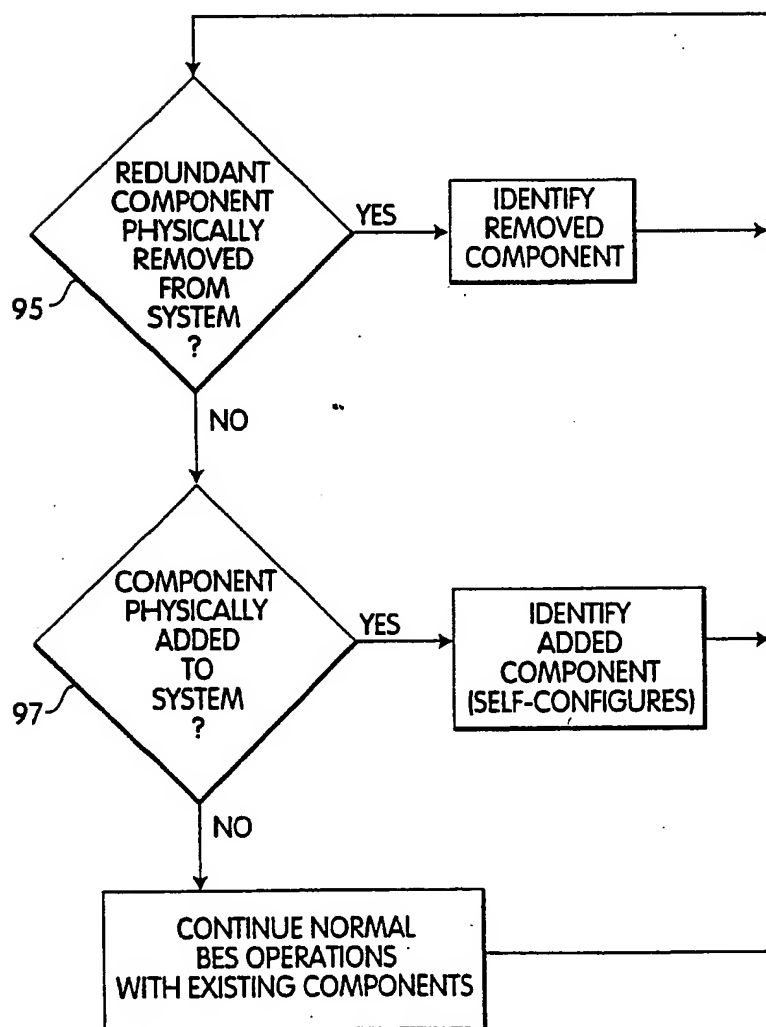 REDUNDANT
COMPONENT
PHYSICALLY
REMOVED
FROM
SYSTEM
?
YES
IDENTIFY
REMOVED
COMPONENT
95
NO
COMPONENT
PHYSICALLY
ADDED
TO
SYSTEM
?
YES
IDENTIFY
ADDED
COMPONENT
(SELF-CONFIGURES)
97
NO
CONTINUE NORMAL
BES OPERATIONS
WITH EXISTING COMPONENTS